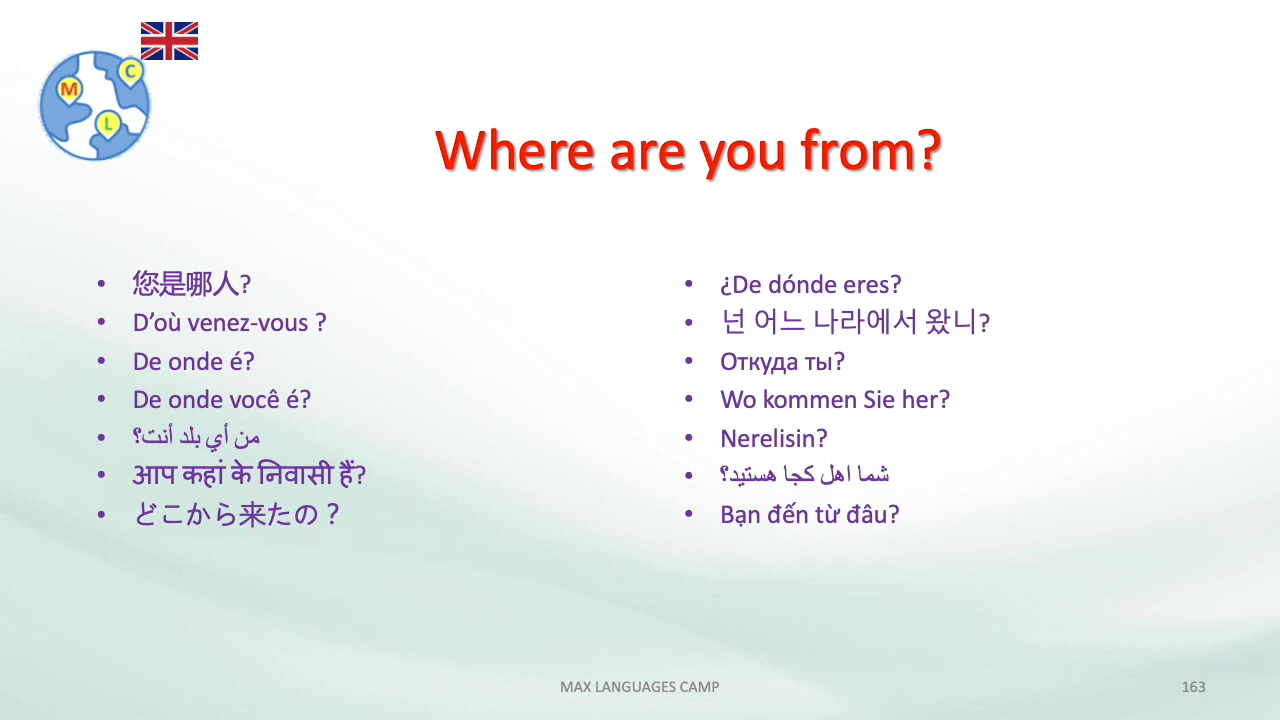 C
M
L
Where are you from?
• 您是哪人?
• D’où venez-vous ?
• De onde é?
• De onde você é?
• من أي بلد أنت؟
• आप कहां के निवासी हैं?
• どこから来たの？
• ¿De dónde eres?
• 넌 어느 나라에서 왔니?
• Откуда ты?
• Wo kommen Sie her?
• Nerelisin?
• شما اهل کجا هستید؟
• Bạn đến từ đâu?
MAX LANGUAGES CAMP
163